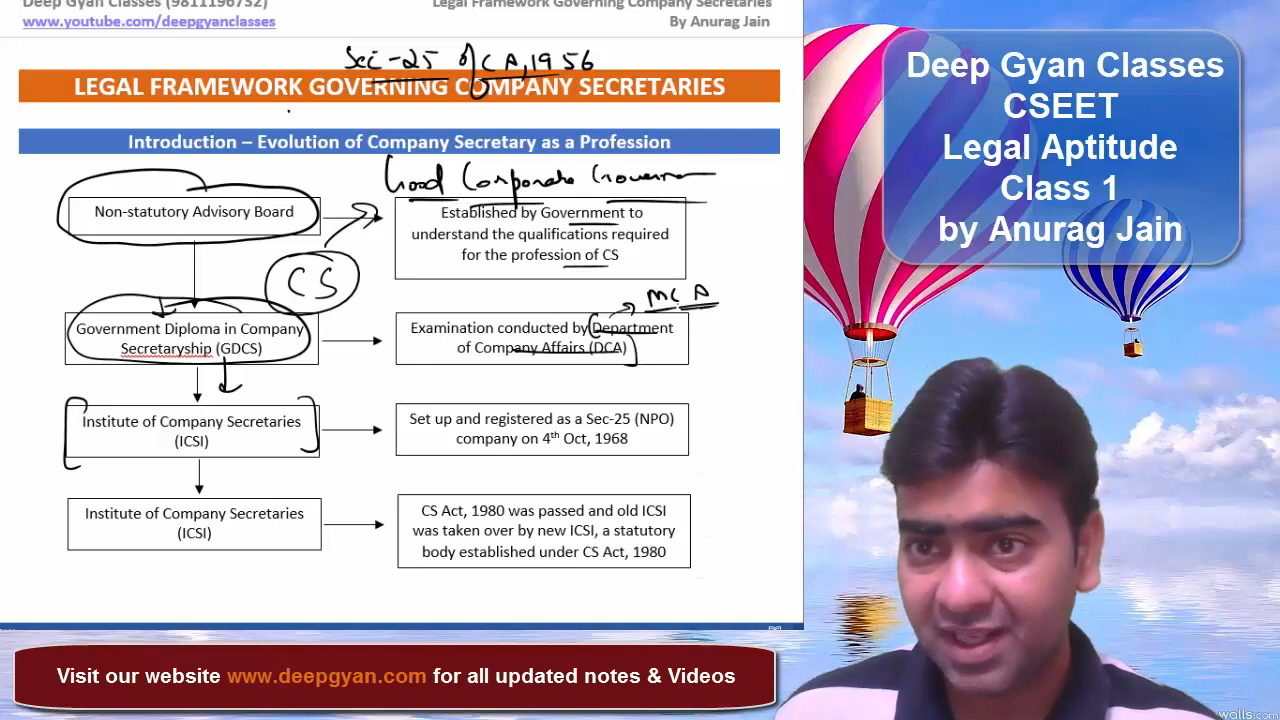 Deep Gyan Classes (9811196732)
Legal Framework Governing Company Secretaries
www.youtube.com/deepgyanclasses
By Anurag Jain
Sec-25 of CA, 1956
LEGAL FRAMEWORK GOVERNING COMPANY SECRETARIES
Introduction – Evolution of Company Secretary as a Profession
Good Corporate
Non-statutory Advisory Board
Established by Government to
understand the qualifications required
for the profession of CS
CS
MCA
Government Diploma in Company
Secretaryship (GDCS)
Examination conducted by Department
of Company Affairs (DCA)
Institute of Company Secretaries
(ICSI)
Set up and registered as a Sec-25 (NPO)
company on 4th Oct, 1968
Institute of Company Secretaries
(ICSI)
CS Act, 1980 was passed and old ICSI
was taken over by new ICSI, a statutory
body established under CS Act, 1980
Deep Gyan Classes
CSEET
Legal Aptitude
Class 1
by Anurag Jain
Visit our website www.deepgyan.com for all updated notes & Videos
walls.com